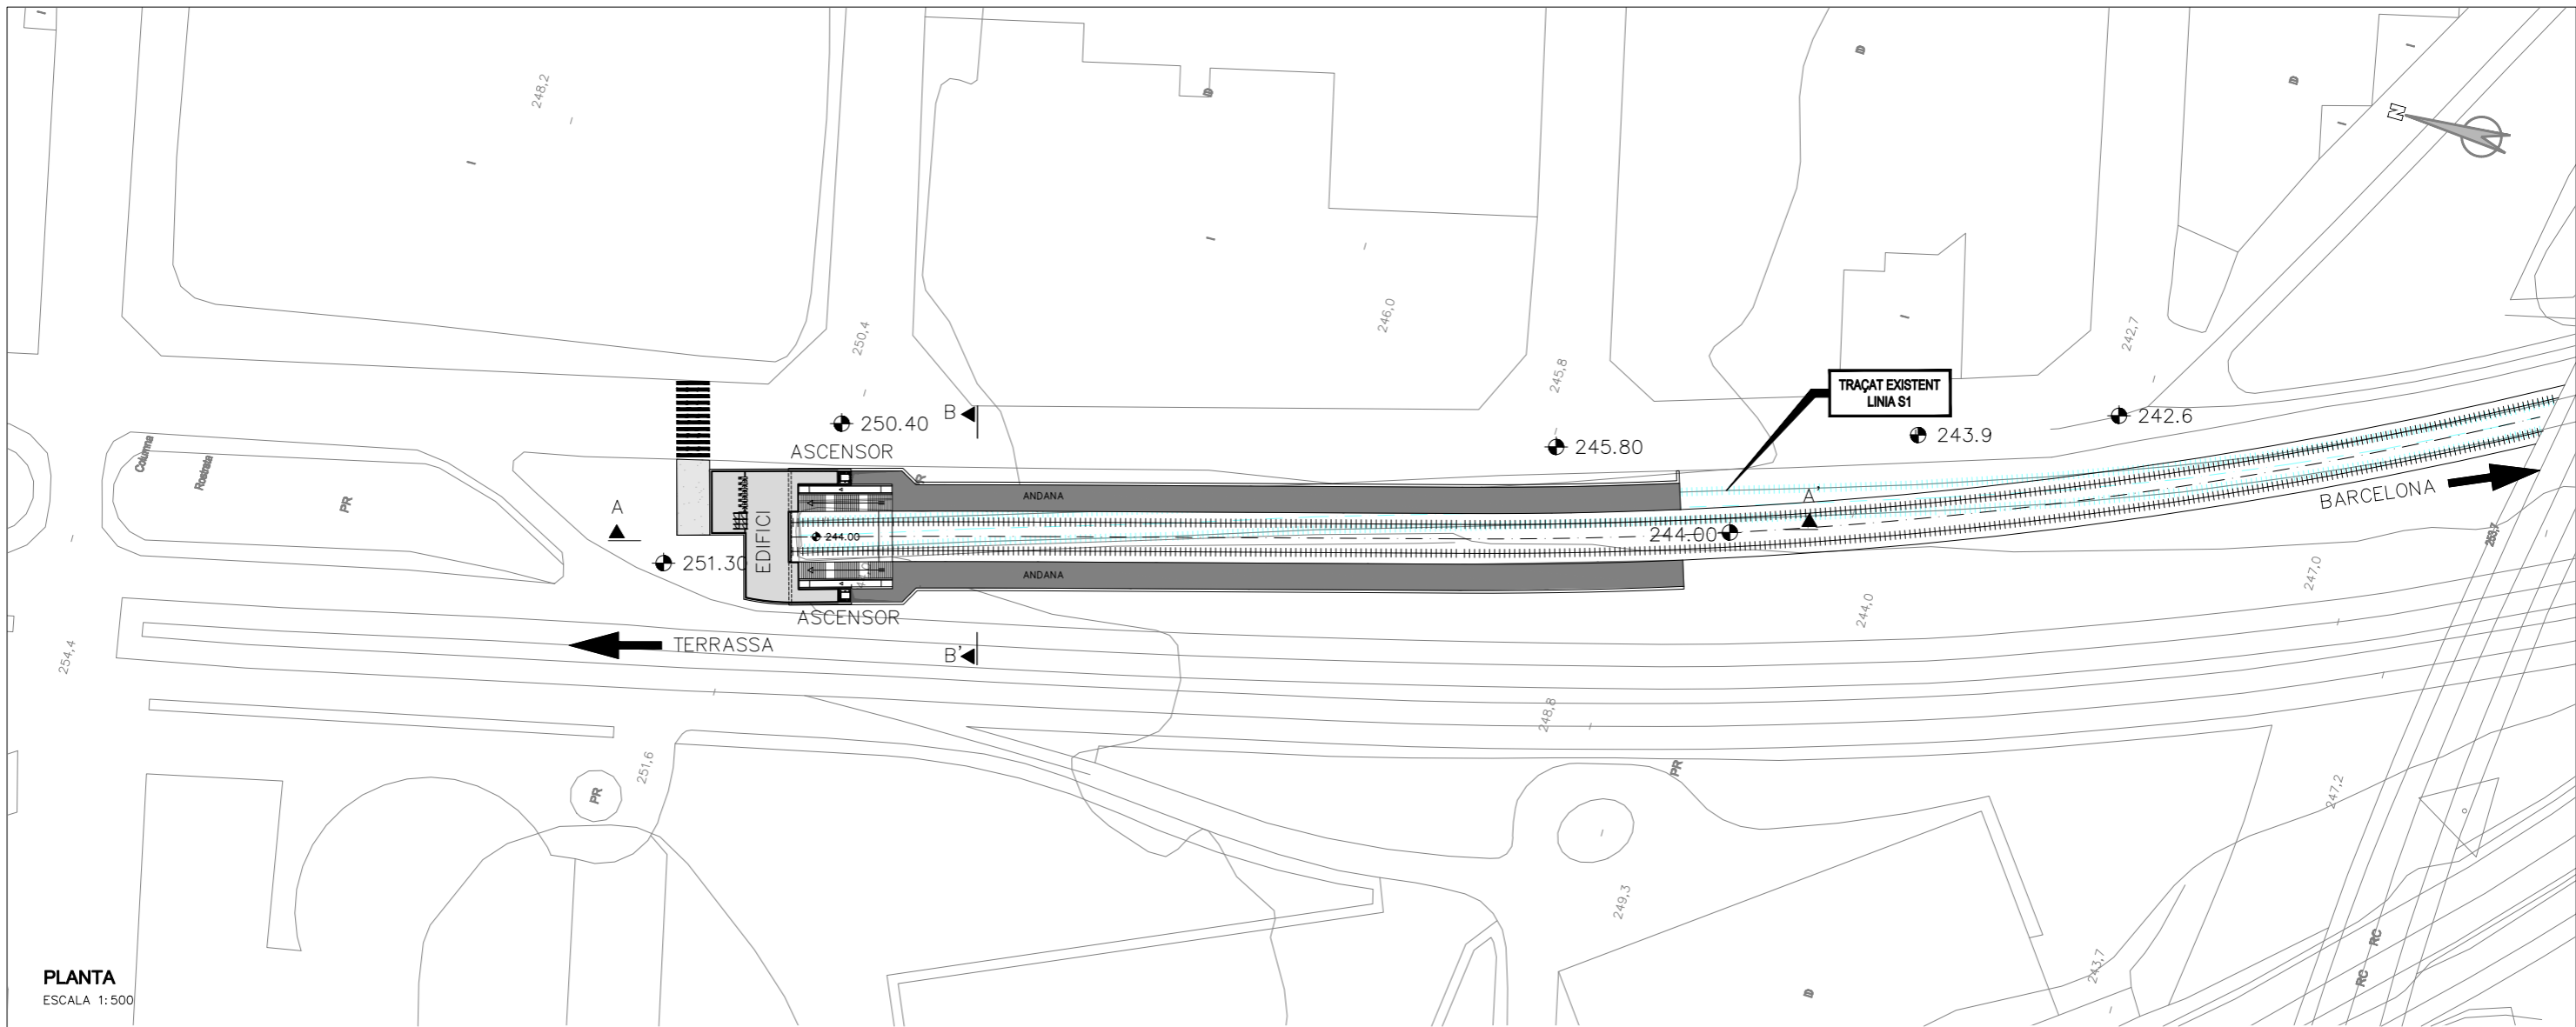 248,2
D
D
D
N
250,4
246,0
245,8
242,7
TRAÇAT EXISTENT
LINIA S1
Columna
Rostrata
PR
250.40
B
245.80
243.9
242.6
ASCENSOR
BARCELONA
A
ANDANA
A'
251.30
EDIFICI
244.00
244.00
ANDANA
247,0
244,0
ASCENSOR
TERRASSA
B'
254,4
251,6
PR
248,8
PR
247,2
249,3
243,7
RC
RC
D
PLANTA
ESCALA 1:500